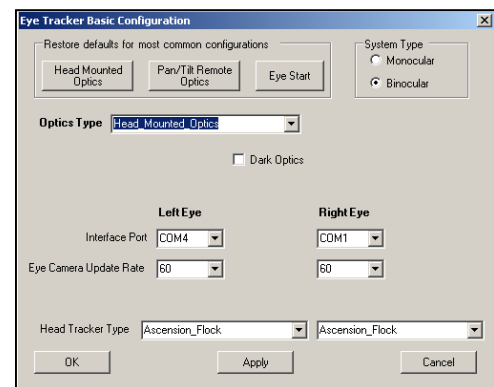 Eye Tracker Basic Configuration
Restore defaults for most common configurations
System Type
Head Mounted Optics
Pan/Tilt Remote Optics
Eye Start
Monocular
Binocular
Optics Type Head_Mounted_Optics
Dark Optics
Left Eye Right Eye
Interface Port COM4 COM1
Eye Camera Update Rate 60 60
Head Tracker Type Ascension_Flock Ascension_Flock
OK Apply Cancel